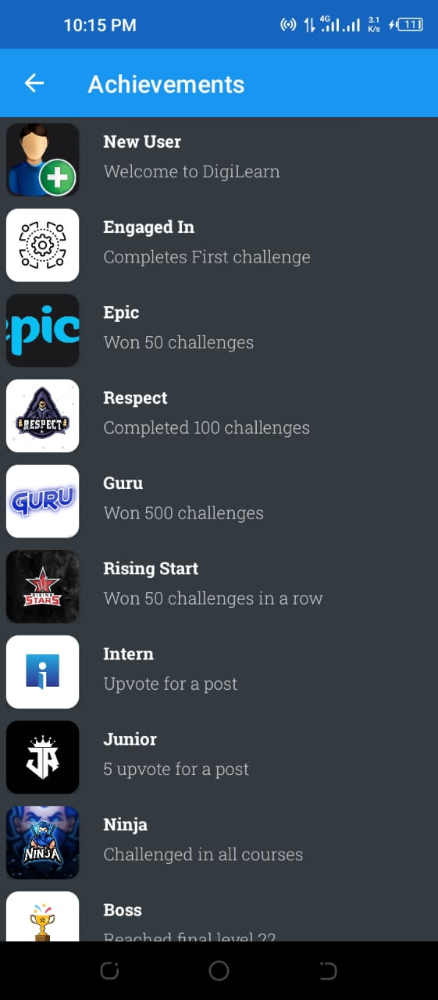 10:15 PM 4G 3.1 K/s 11
Achievements
New User
Welcome to DigiLearn
Engaged In
Completes First challenge
epic
Epic
Won 50 challenges
RESPECT
Respect
Completed 100 challenges
GURU
Guru
Won 500 challenges
RISING
STARS
Rising Start
Won 50 challenges in a row
i
Intern
Upvote for a post
JR
Junior
5 upvote for a post
NINJA
Ninja
Challenged in all courses
Boss
Reached final level 22